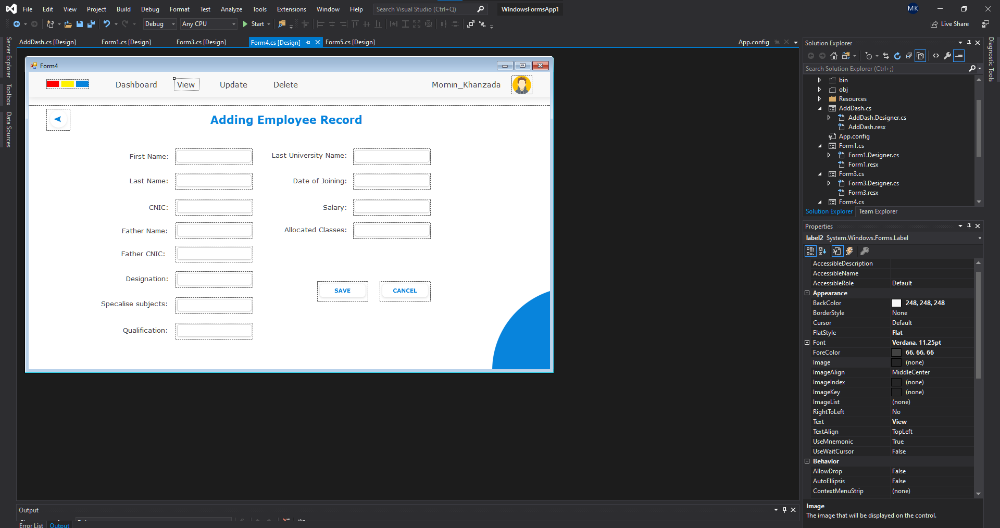 File Edit View Project Build Debug Format Test Analyze Tools Extensions Window Help Search Visual Studio (Ctrl+Q) WindowsFormsApp1 MK
Debug Any CPU Start Live Share
AddDash.cs [Design] Form1.cs [Design] Form3.cs [Design] Form4.cs [Design] Form5.cs [Design] App.config
Server Explorer
Toolbox
Data Sources
Form4
Dashboard View Update Delete Momin_Khanzada
Adding Employee Record
First Name: Last University Name:
Last Name: Date of Joining:
CNIC: Salary:
Father Name: Allocated Classes:
Father CNIC:
Designation:
SAVE CANCEL
Specalise subjects:
Qualification:
Output
Error List Output
Solution Explorer
Search Solution Explorer (Ctrl+;)
bin
obj
Resources
AddDash.cs
AddDash.Designer.cs
AddDash.resx
App.config
Form1.cs
Form1.Designer.cs
Form1.resx
Form3.cs
Form3.Designer.cs
Form3.resx
Form4.cs
Solution Explorer Team Explorer
Properties
label2 System.Windows.Forms.Label
AccessibleDescription
AccessibleName
AccessibleRole Default
Appearance
BackColor 248, 248, 248
BorderStyle None
Cursor Default
FlatStyle Flat
Font Verdana, 11.25pt
ForeColor 66, 66, 66
Image (none)
ImageAlign MiddleCenter
ImageIndex (none)
ImageKey (none)
ImageList (none)
RightToLeft No
Text View
TextAlign TopLeft
UseMnemonic True
UseWaitCursor False
Behavior
AllowDrop False
AutoEllipsis False
ContextMenuStrip (none)
Image
The image that will be displayed on the control.
Diagnostic Tools